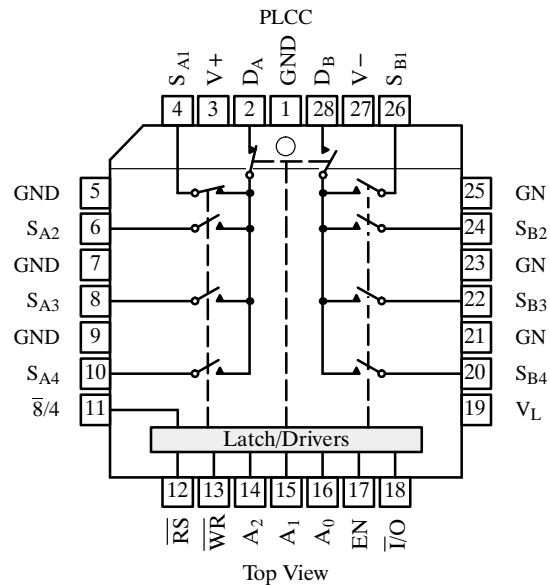 PLCC
S_A1 V+ D_A GND D_B V− S_B1
4 3 2 1 28 27 26
GND 5 25 GN
S_A2 6 24 S_B2
GND 7 23 GN
S_A3 8 22 S_B3
GND 9 21 GN
S_A4 10 20 S_B4
8̅/4 11 19 V_L
Latch/Drivers
12 13 14 15 16 17 18
R̅S̅ W̅R̅ A_2 A_1 A_0 EN I̅/O
Top View